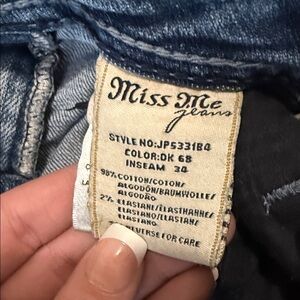 Miss Me
jeans
STYLE NO:JP5331B4
COLOR:DK 68
INSEAM 34
98% COTTON/COTON/
ALGODÓN/BAUMWOLLE/
ALGODÃO
2% ELASTANE/ÉLASTHANNE/
ELASTANO/ELASTAN/
ELASTANO
REVERSE FOR CARE